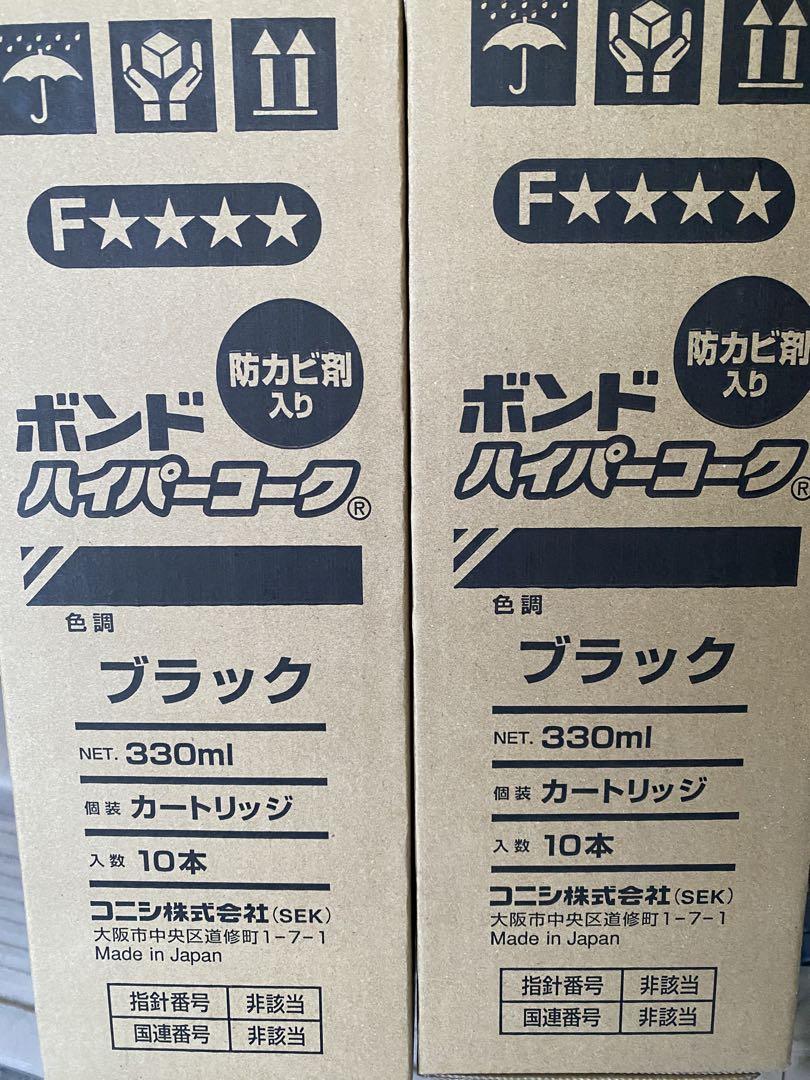 F★★★★
防カビ剤
入り
ボンド
ハイパーコーク®
色調
ブラック
NET. 330ml
個装 カートリッジ
入数 10本
コニシ株式会社(SEK)
大阪市中央区道修町1-7-1
Made in Japan
指針番号 非該当
国連番号 非該当
F★★★★
防カビ剤
入り
ボンド
ハイパーコーク®
色調
ブラック
NET. 330ml
個装 カートリッジ
入数 10本
コニシ株式会社(SEK)
大阪市中央区道修町1-7-1
Made in Japan
指針番号 非該当
国連番号 非該当